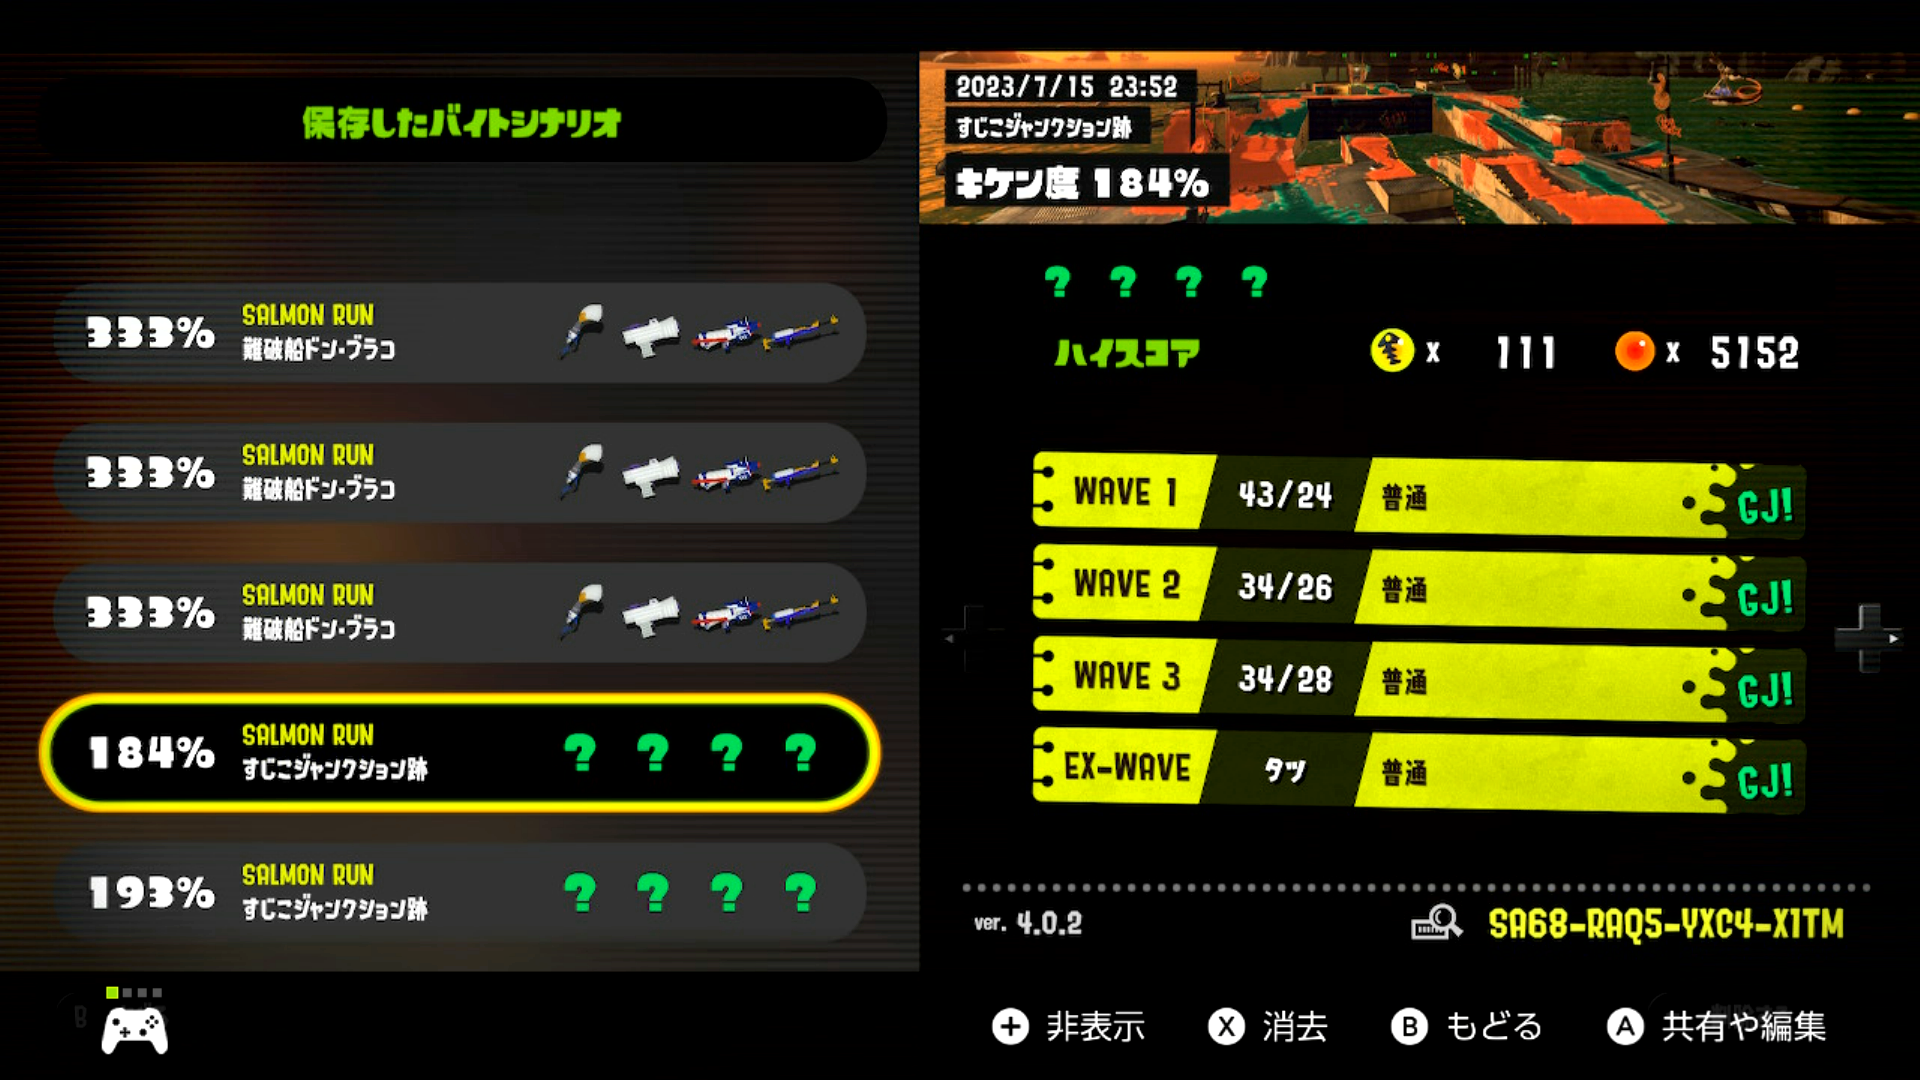 保存したバイトシナリオ
333%
SALMON RUN
難破船ドン・ブラコ
333%
SALMON RUN
難破船ドン・ブラコ
333%
SALMON RUN
難破船ドン・ブラコ
184%
SALMON RUN
すじこジャンクション跡
? ? ? ?
193%
SALMON RUN
すじこジャンクション跡
? ? ? ?
2023/7/15 23:52
すじこジャンクション跡
キケン度 184%
? ? ? ?
ハイスコア x 111 x 5152
WAVE 1 43/24 普通 GJ!
WAVE 2 34/26 普通 GJ!
WAVE 3 34/28 普通 GJ!
EX-WAVE タツ 普通 GJ!
ver. 4.0.2 SA68-RAQ5-YXC4-X1TM
+ 非表示 X 消去 B もどる A 共有や編集